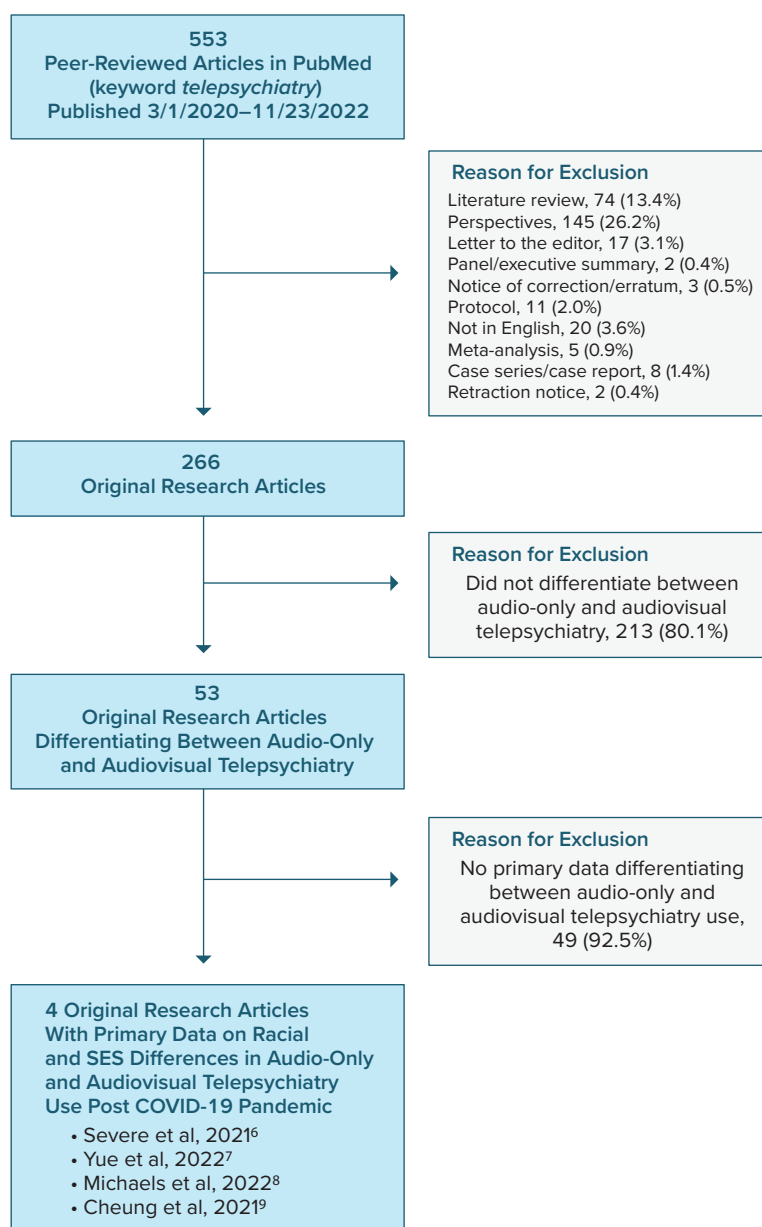 553
Peer-Reviewed Articles in PubMed
(keyword telepsychiatry)
Published 3/1/2020–11/23/2022
Reason for Exclusion
Literature review, 74 (13.4%)
Perspectives, 145 (26.2%)
Letter to the editor, 17 (3.1%)
Panel/executive summary, 2 (0.4%)
Notice of correction/erratum, 3 (0.5%)
Protocol, 11 (2.0%)
Not in English, 20 (3.6%)
Meta-analysis, 5 (0.9%)
Case series/case report, 8 (1.4%)
Retraction notice, 2 (0.4%)
266
Original Research Articles
Reason for Exclusion
Did not differentiate between
audio-only and audiovisual
telepsychiatry, 213 (80.1%)
53
Original Research Articles
Differentiating Between Audio-Only
and Audiovisual Telepsychiatry
Reason for Exclusion
No primary data differentiating
between audio-only and
audiovisual telepsychiatry use,
49 (92.5%)
4 Original Research Articles
With Primary Data on Racial
and SES Differences in Audio-Only
and Audiovisual Telepsychiatry
Use Post COVID-19 Pandemic
• Severe et al, 2021⁶
• Yue et al, 2022⁷
• Michaels et al, 2022⁸
• Cheung et al, 2021⁹